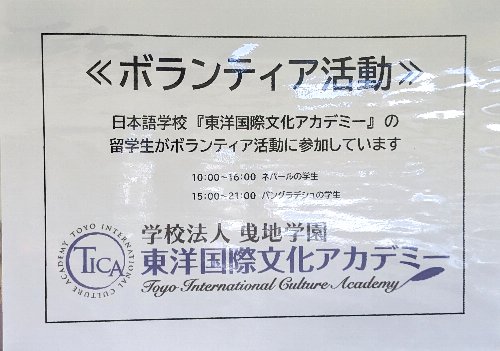 ≪ボランティア活動≫
日本語学校『東洋国際文化アカデミー』の
留学生がボランティア活動に参加しています
10:00~16:00 ネパールの学生
15:00~21:00 バングラデシュの学生
TOYO INTERNATIONAL CULTURE ACADEMY
TICA
学校法人 曳地学園
東洋国際文化アカデミー
Toyo International Culture Academy